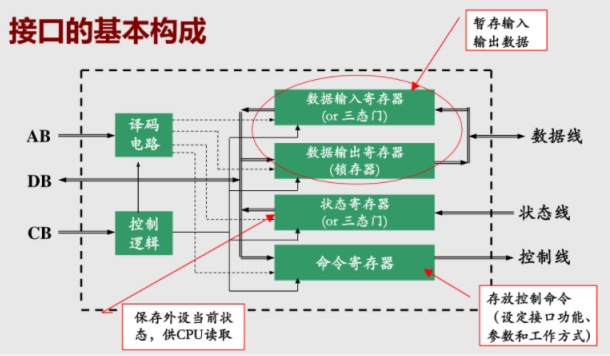 接口的基本构成
暂存输入
输出数据
数据输入寄存器
(or 三态门)
译码
电路
AB
数据线
数据输出寄存器
(锁存器)
DB
状态寄存器
(or三态门)
状态线
控制
逻辑
CB
命令寄存器
控制线
保存外设当前
状态，供CPU读取
存放控制命令
（设定接口功能、
参数和工作方式）